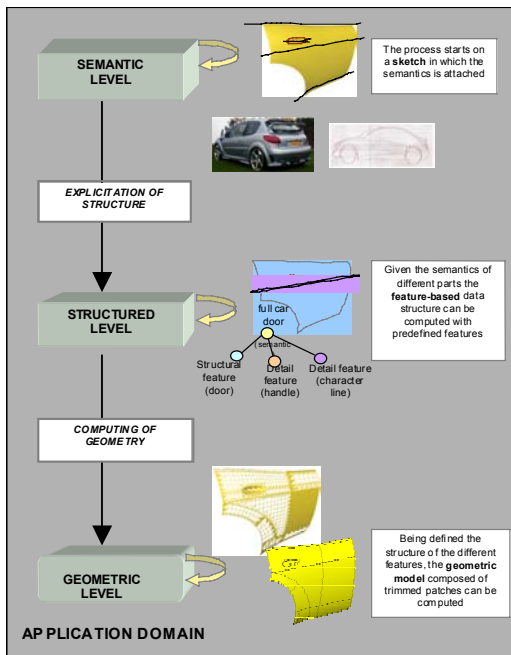 SEMANTIC
LEVEL
The process starts on
a sketch in which the
semantics is attached
EXPLICITATION OF
STRUCTURE
STRUCTURED
LEVEL
full car
door
(semantic
Structural
feature
(door)
Detail
feature
(handle)
Detail feature
(character
line)
Given the semantics of
different parts the
feature-based data
structure can be
computed with
predefined features
COMPUTING OF
GEOMETRY
GEOMETRIC
LEVEL
Being defined the
structure of the different
features, the geometric
model composed of
trimmed patches can be
computed
APPLICATION DOMAIN